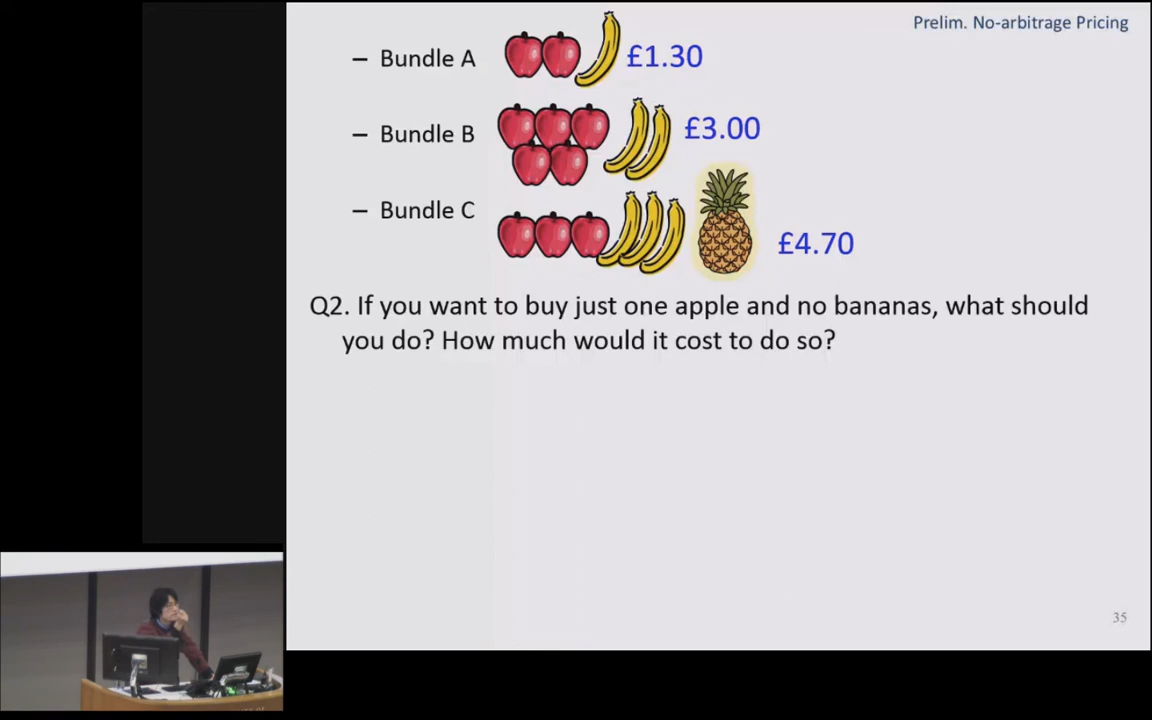 Prelim. No-arbitrage Pricing
– Bundle A £1.30
– Bundle B £3.00
– Bundle C £4.70
Q2. If you want to buy just one apple and no bananas, what should
you do? How much would it cost to do so?
35